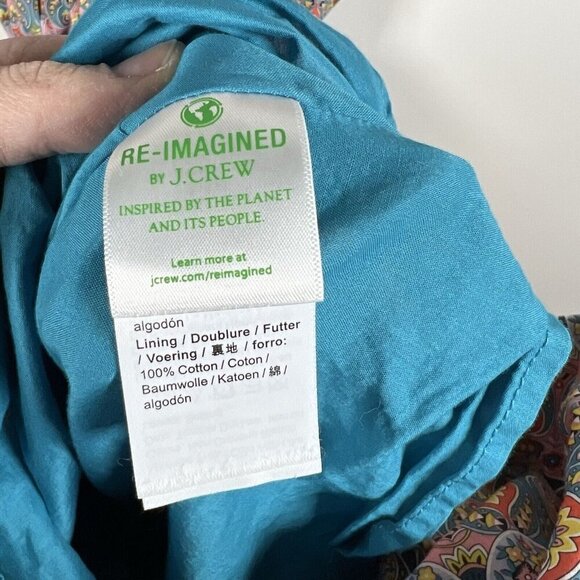 RE-IMAGINED
BY J.CREW
INSPIRED BY THE PLANET
AND ITS PEOPLE.
Learn more at
jcrew.com/reimagined
algodón
Lining / Doublure / Futter
/ Voering / 裏地 / forro:
100% Cotton / Coton /
Baumwolle / Katoen / 綿 /
algodón